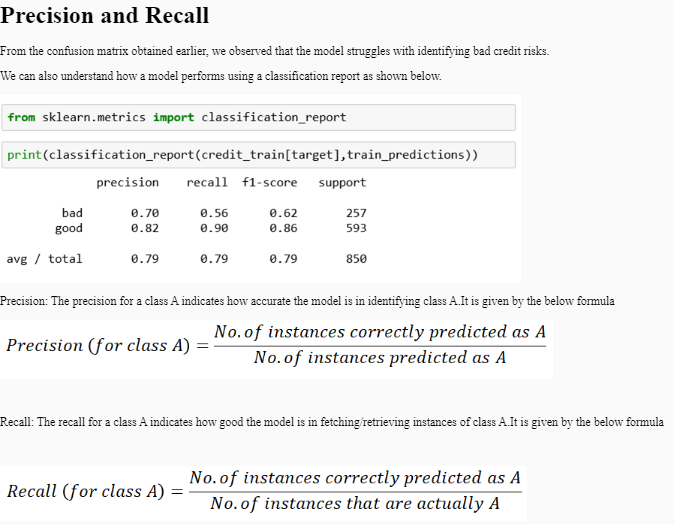 Precision and Recall
From the confusion matrix obtained earlier, we observed that the model struggles with identifying bad credit risks.
We can also understand how a model performs using a classification report as shown below.
from sklearn.metrics import classification_report
print(classification_report(credit_train[target],train_predictions))
precision recall f1-score support
bad 0.70 0.56 0.62 257
good 0.82 0.90 0.86 593
avg / total 0.79 0.79 0.79 850
Precision: The precision for a class A indicates how accurate the model is in identifying class A.It is given by the below formula
No. of instances correctly predicted as A
Precision (for class A) =
No. of instances predicted as A
Recall: The recall for a class A indicates how good the model is in fetching/retrieving instances of class A.It is given by the below formula
No. of instances correctly predicted as A
Recall (for class A) =
No. of instances that are actually A